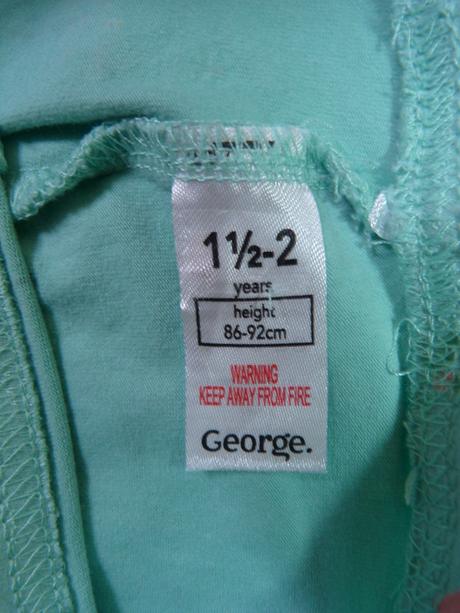 1½-2
years
height
86-92cm
WARNING
KEEP AWAY FROM FIRE
George.